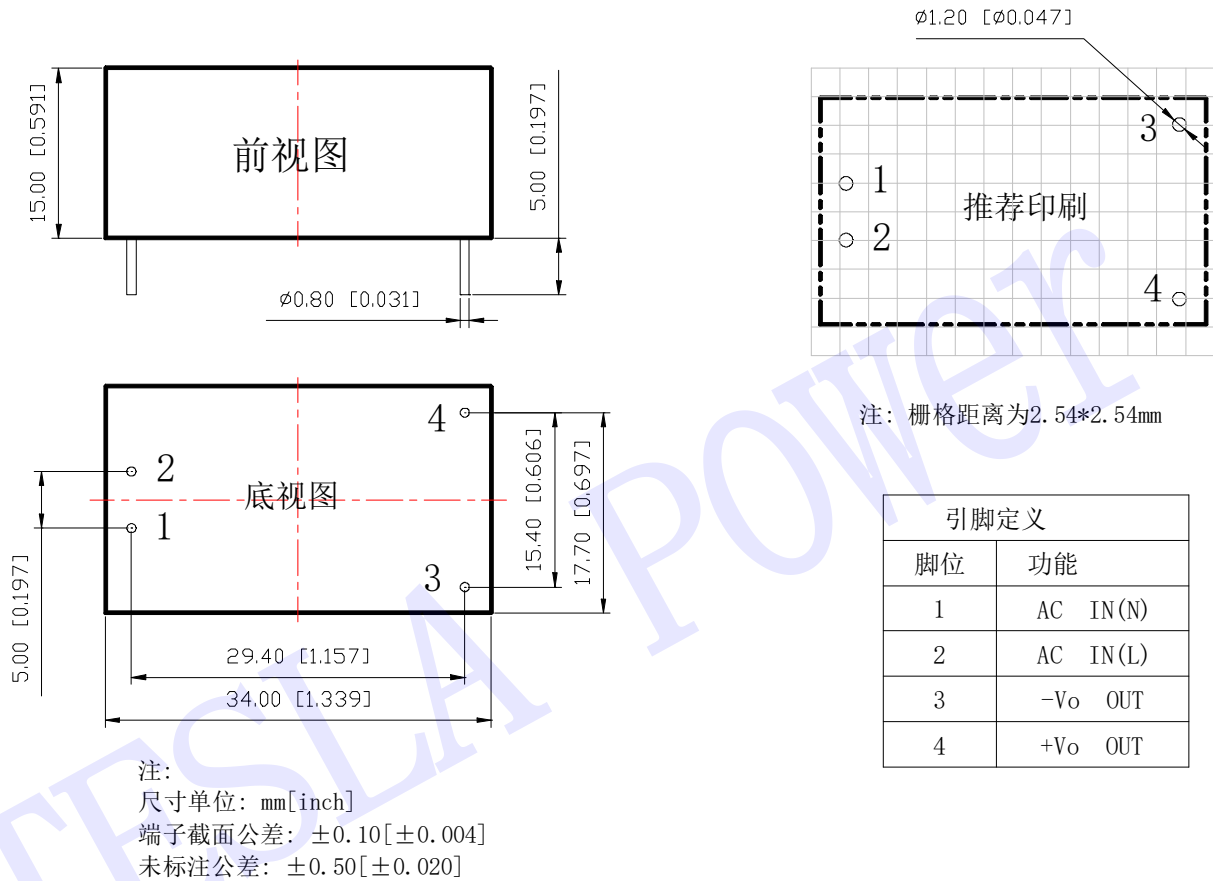 ø1.20 [ø0.047]
15.00 [0.591]
前视图
5.00 [0.197]
ø0.80 [0.031]
3
1
推荐印刷
2
4
注: 栅格距离为2.54*2.54mm
4
2
底视图
1
3
15.40 [0.606]
17.70 [0.697]
5.00 [0.197]
29.40 [1.157]
34.00 [1.339]
引脚定义
脚位 功能
1 AC IN(N)
2 AC IN(L)
3 -Vo OUT
4 +Vo OUT
注:
尺寸单位: mm[inch]
端子截面公差: ±0.10[±0.004]
未标注公差: ±0.50[±0.020]
TESLA Power